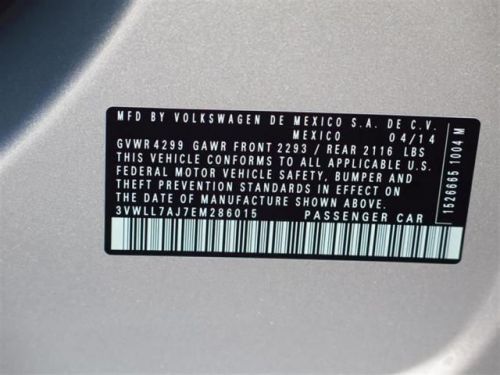 MFD BY VOLKSWAGEN DE MEXICO S.A. DE C.V.
MEXICO 04/14
GVWR 4299 GAWR FRONT 2293 / REAR 2116 LBS
THIS VEHICLE CONFORMS TO ALL APPLICABLE U.S.
FEDERAL MOTOR VEHICLE SAFETY, BUMPER AND
THEFT PREVENTION STANDARDS IN EFFECT ON
THE DATE OF MANUFACTURE SHOWN ABOVE.
3VWLL7AJ7EM286015 PASSENGER CAR
1526665 1004 M